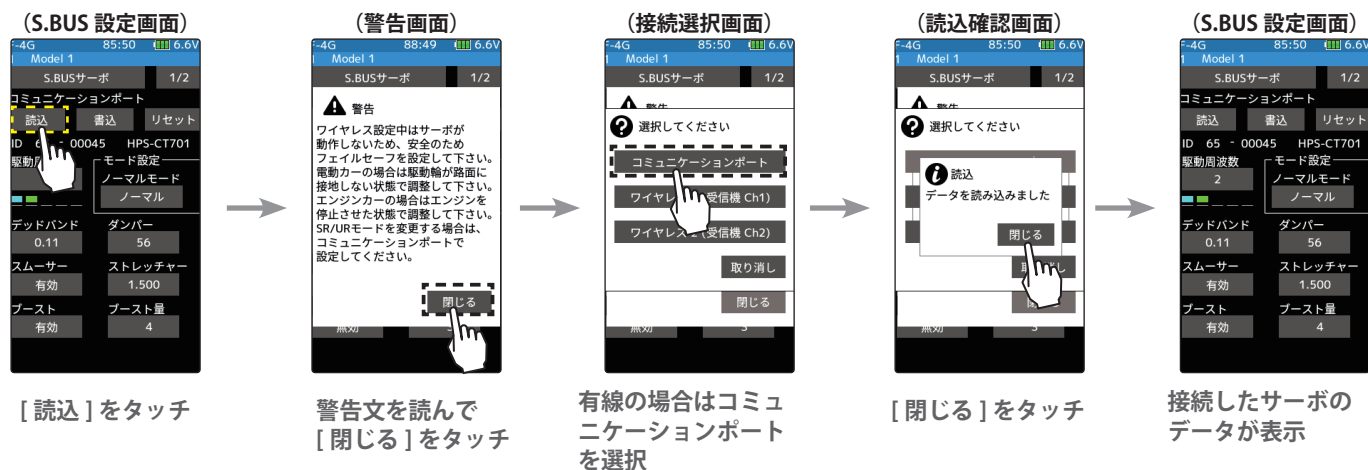 （S.BUS 設定画面）
-4G 85:50 6.6V
Model 1
S.BUSサーボ 1/2
コミュニケーションポート
読込 書込 リセット
ID 6 - 00045 HPS-CT701
モード設定
ノーマルモード
ノーマル
デッドバンド ダンパー
0.11 56
スムーサー ストレッチャー
有効 1.500
ブースト ブースト量
有効 4
[ 読込 ] をタッチ
（警告画面）
-4G 88:49 6.6V
Model 1
S.BUSサーボ 1/2
警告
ワイヤレス設定中はサーボが
動作しないため、安全のため
フェイルセーフを設定して下さい。
電動カーの場合は駆動輪が路面に
接地しない状態で調整して下さい。
エンジンカーの場合はエンジンを
停止させた状態で調整して下さい。
SR/URモードを変更する場合は、
コミュニケーションポートで
設定してください。
閉じる
警告文を読んで
[ 閉じる ] をタッチ
（接続選択画面）
-4G 85:50 6.6V
1 Model 1
S.BUSサーボ 1/2
選択してください
コミュニケーションポート
(受信機 Ch1)
(受信機 Ch2)
取り消し
閉じる
有線の場合はコミュ
ニケーションポート
を選択
（読込確認画面）
-4G 85:50 6.6V
1 Model 1
S.BUSサーボ 1/2
選択してください
読込
データを読み込みました
閉じる
[ 閉じる ] をタッチ
（S.BUS 設定画面）
-4G 85:50 6.6V
1 Model 1
S.BUSサーボ 1/2
コミュニケーションポート
読込 書込 リセット
ID 65 - 00045 HPS-CT701
駆動周波数 モード設定
ノーマルモード
2 ノーマル
デッドバンド ダンパー
0.11 56
スムーサー ストレッチャー
有効 1.500
ブースト ブースト量
有効 4
接続したサーボの
データが表示